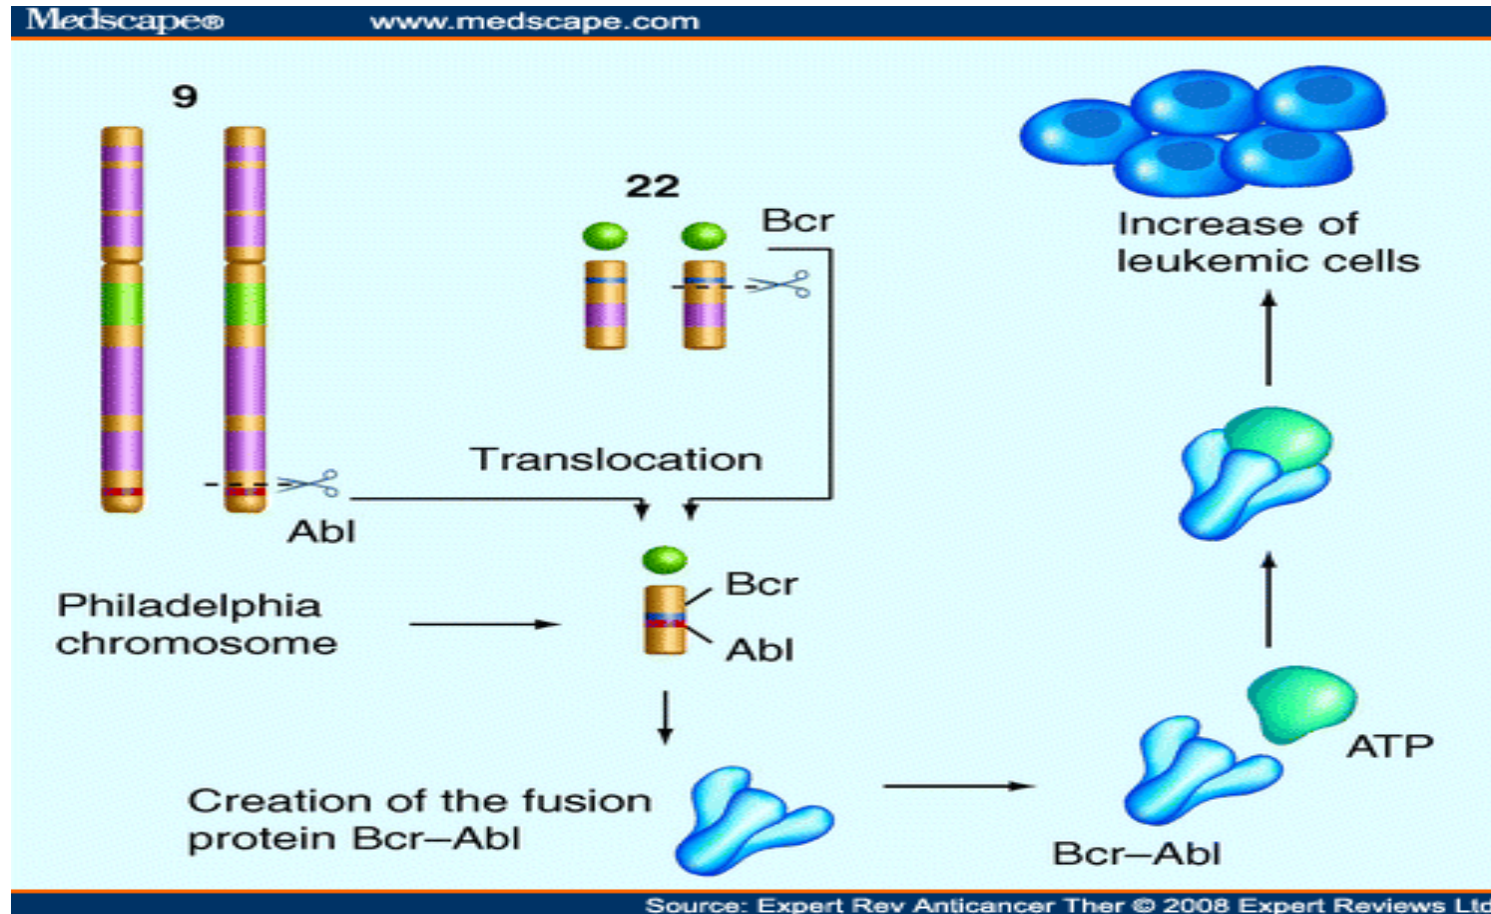 Medscape® www.medscape.com
9
22
Bcr
Increase of
leukemic cells
Translocation
Abl
Bcr
Philadelphia
chromosome
Abl
ATP
Creation of the fusion
protein Bcr–Abl
Bcr–Abl
Source: Expert Rev Anticancer Ther © 2008 Expert Reviews Ltd